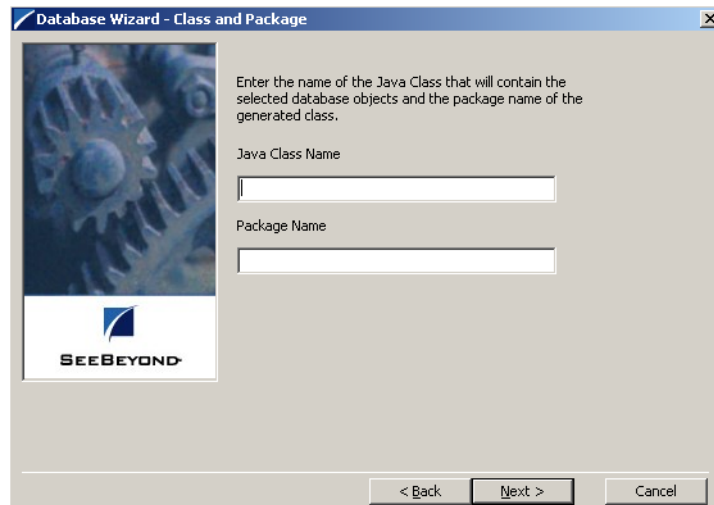 Database Wizard - Class and Package
Enter the name of the Java Class that will contain the
selected database objects and the package name of the
generated class.
Java Class Name
Package Name
SEEBEYOND
< Back
Next >
Cancel